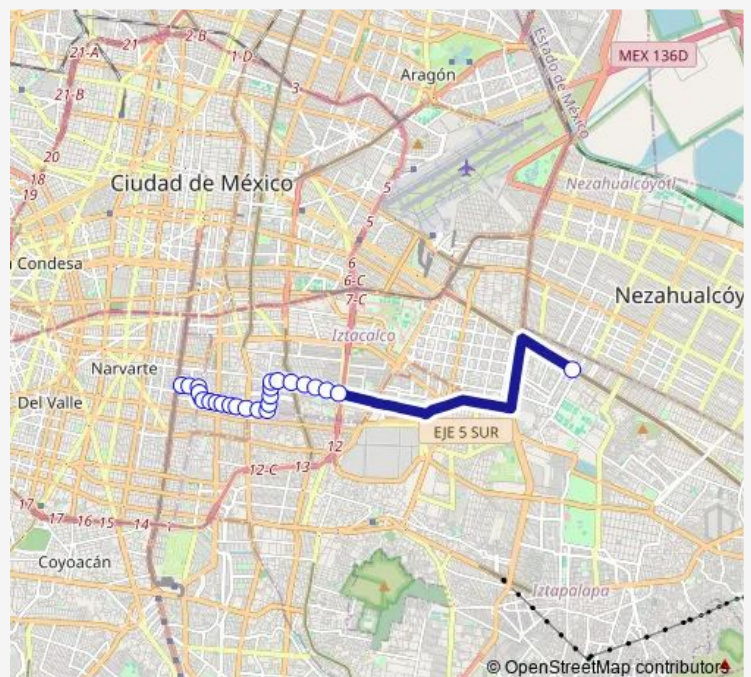 21-A
21
2-B
21-B
1-D
3
Estado de México
MEX 136D
Aragón
20
18
19
Ciudad de México
5
Nezahualcóyotl
5
Condesa
6
6-C
7-C
Nezahualcóy
Iztacalco
Narvarte
Del Valle
EJE 5 SUR
12
12-C
13
17
17
16
15
14
Coyoacán
Iztapalapa
© OpenStreetMap contributors